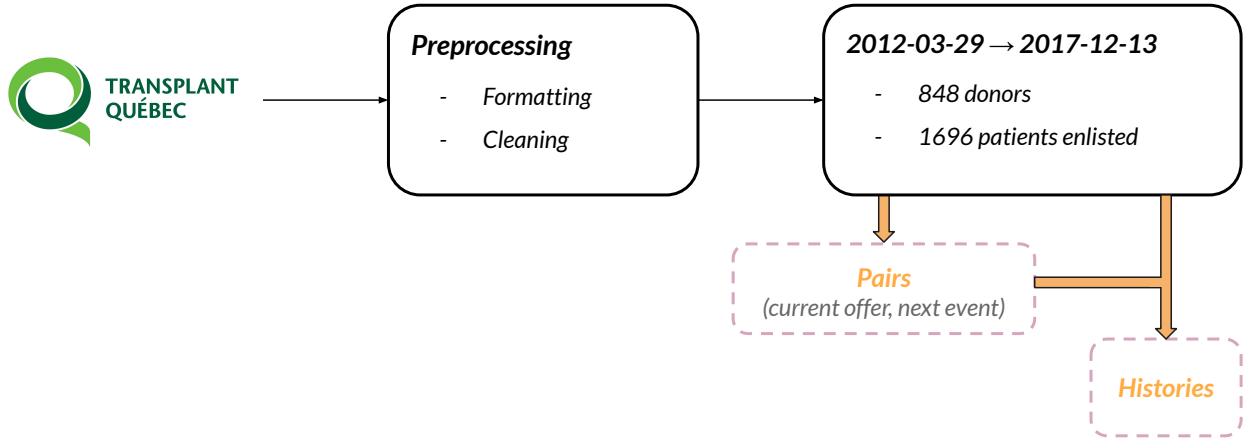 TRANSPLANT
QUÉBEC
Preprocessing
- Formatting
- Cleaning
2012-03-29 → 2017-12-13
- 848 donors
- 1696 patients enlisted
Pairs
(current offer, next event)
Histories